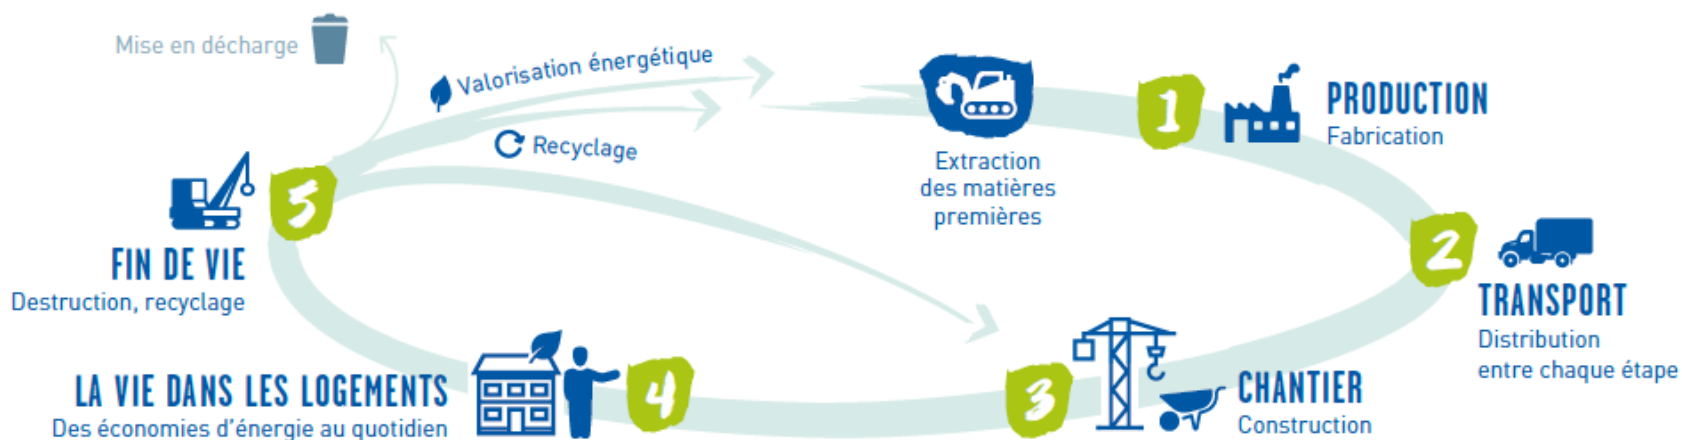 Mise en décharge
Valorisation énergétique
Recyclage
Extraction
des matières
premières
1
PRODUCTION
Fabrication
2
TRANSPORT
Distribution
entre chaque étape
3
CHANTIER
Construction
4
LA VIE DANS LES LOGEMENTS
Des économies d'énergie au quotidien
5
FIN DE VIE
Destruction, recyclage